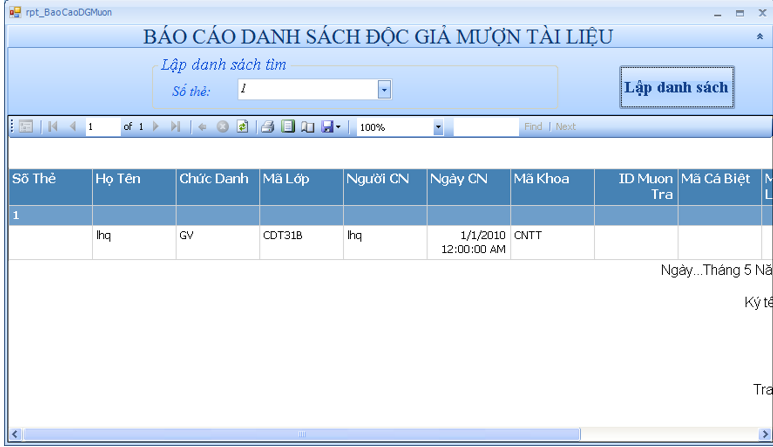 rpt_BaoCaoDGMuon
BÁO CÁO DANH SÁCH ĐỘC GIẢ MƯỢN TÀI LIỆU
Lập danh sách tìm
Số thẻ: 1
Lập danh sách
1 of 1 100% Find | Next
Số Thẻ Họ Tên Chức Danh Mã Lớp Người CN Ngày CN Mã Khoa ID Muon Mã Cá Biệt
Tra
1
lhq GV CDT31B lhq 1/1/2010 CNTT
12:00:00 AM
Ngày...Tháng 5 Nă
Ký tê
Tra